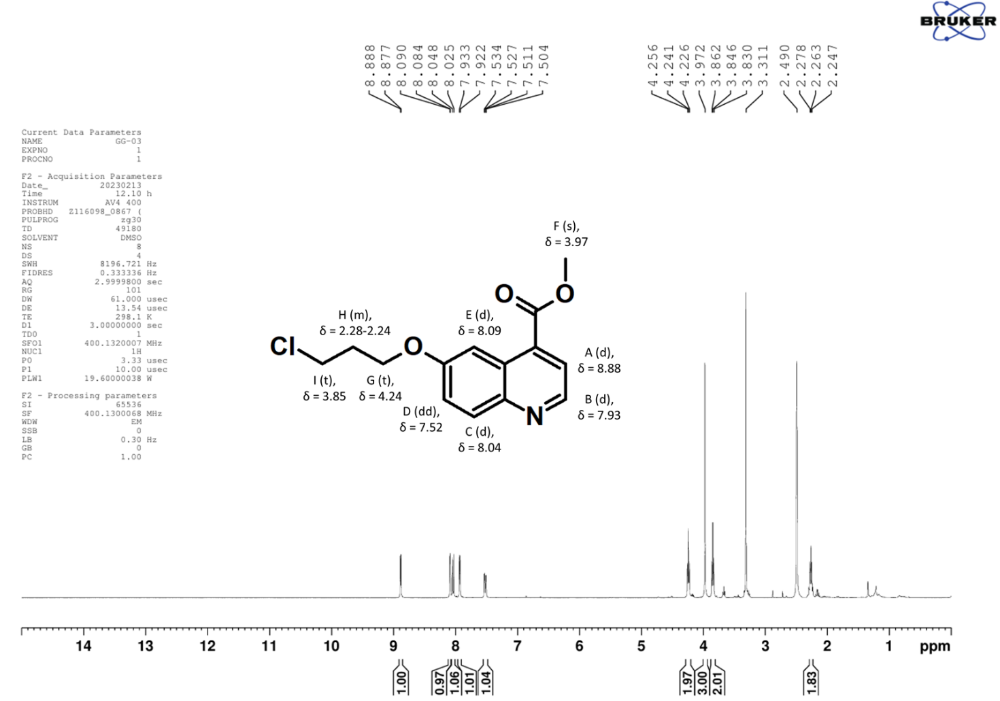 BRUKER
8.888
8.877
8.090
8.084
8.048
8.025
7.933
7.922
7.534
7.527
7.511
7.504
4.256
4.241
4.226
3.972
3.862
3.846
3.830
3.311
2.490
2.278
2.263
2.247
Current Data Parameters
NAME GG-03
EXPNO 1
PROCNO 1
F2 - Acquisition Parameters
Date_ 20230213
Time 12.10 h
INSTRUM AV4 400
PROBHD Z116098_0867 (
PULPROG zg30
TD 49180
SOLVENT DMSO
NS 8
DS 4
SWH 8196.721 Hz
FIDRES 0.333336 Hz
AQ 2.9999800 sec
RG 101
DW 61.000 usec
DE 13.54 usec
TE 298.1 K
D1 3.00000000 sec
TD0 1
SFO1 400.1320007 MHz
NUC1 1H
P0 3.33 usec
P1 10.00 usec
PLW1 19.60000038 W
F2 - Processing parameters
SI 65536
SF 400.1300068 MHz
WDW EM
SSB 0
LB 0.30 Hz
GB 0
PC 1.00
F (s),
δ = 3.97
O
O
H (m),
δ = 2.28-2.24
E (d),
δ = 8.09
Cl
O
A (d),
δ = 8.88
I (t),
δ = 3.85
G (t),
δ = 4.24
B (d),
δ = 7.93
N
D (dd),
δ = 7.52
C (d),
δ = 8.04
14 13 12 11 10 9 8 7 6 5 4 3 2 1 ppm
1.00
0.97
1.06
1.01
1.04
1.97
3.00
2.01
1.83